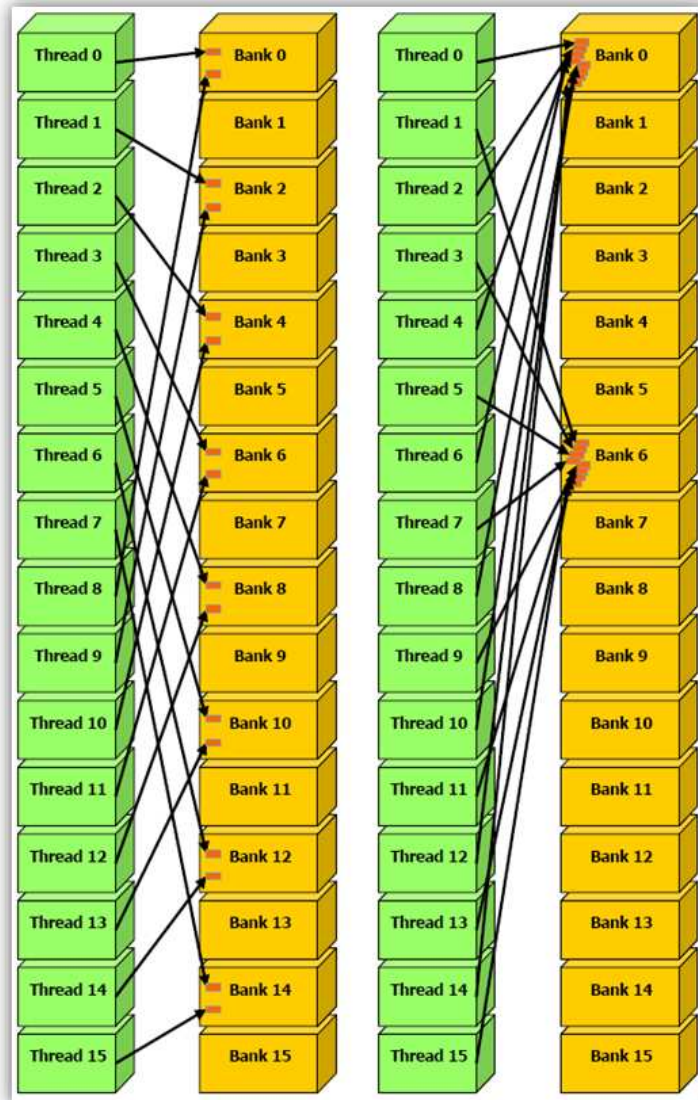 Thread 0 Bank 0 Thread 0 Bank 0
Thread 1 Bank 1 Thread 1 Bank 1
Thread 2 Bank 2 Thread 2 Bank 2
Thread 3 Bank 3 Thread 3 Bank 3
Thread 4 Bank 4 Thread 4 Bank 4
Thread 5 Bank 5 Thread 5 Bank 5
Thread 6 Bank 6 Thread 6 Bank 6
Thread 7 Bank 7 Thread 7 Bank 7
Thread 8 Bank 8 Thread 8 Bank 8
Thread 9 Bank 9 Thread 9 Bank 9
Thread 10 Bank 10 Thread 10 Bank 10
Thread 11 Bank 11 Thread 11 Bank 11
Thread 12 Bank 12 Thread 12 Bank 12
Thread 13 Bank 13 Thread 13 Bank 13
Thread 14 Bank 14 Thread 14 Bank 14
Thread 15 Bank 15 Thread 15 Bank 15